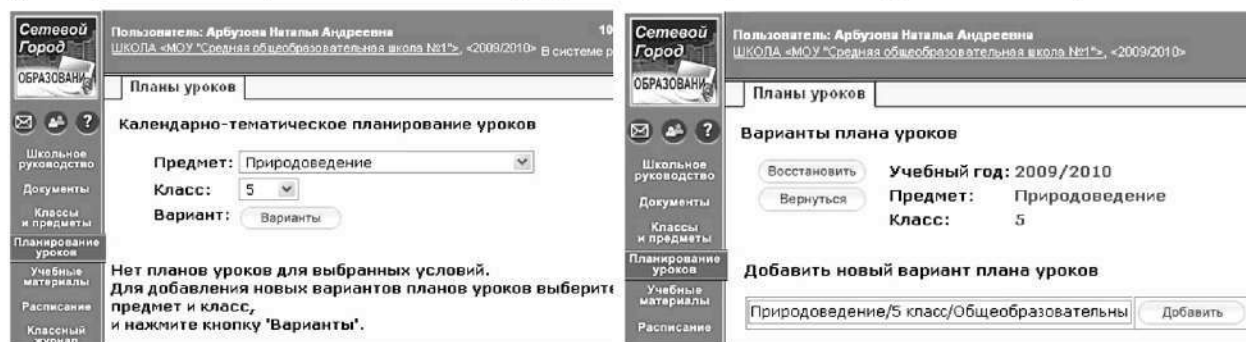 Сетевой
Город
ОБРАЗОВАНИ
Пользователь: Арбузова Наталья Андреевна
10
ШКОЛА «МОУ "Средняя общеобразовательная школа №1"», <2009/2010> В системе р
Планы уроков
Календарно-тематическое планирование уроков
Предмет: Природоведение
Класс: 5
Вариант: Варианты
Нет планов уроков для выбранных условий.
Для добавления новых вариантов планов уроков выберите
предмет и класс,
и нажмите кнопку 'Варианты'.
?
Школьное
руководство
Документы
Классы
и предметы
Планирование
уроков
Учебные
материалы
Расписание
Классный
журнал
Сетевой
Город
ОБРАЗОВАНИ
Пользователь: Арбузова Наталья Андреевна
ШКОЛА «МОУ "Средняя общеобразовательная школа №1"», <2009/2010>
Планы уроков
Варианты плана уроков
Восстановить
Вернуться
Учебный год: 2009/2010
Предмет: Природоведение
Класс: 5
Добавить новый вариант плана уроков
Природоведение/5 класс/Общеобразовательны Добавить
?
Школьное
руководство
Документы
Классы
и предметы
Планирование
уроков
Учебные
материалы
Расписание